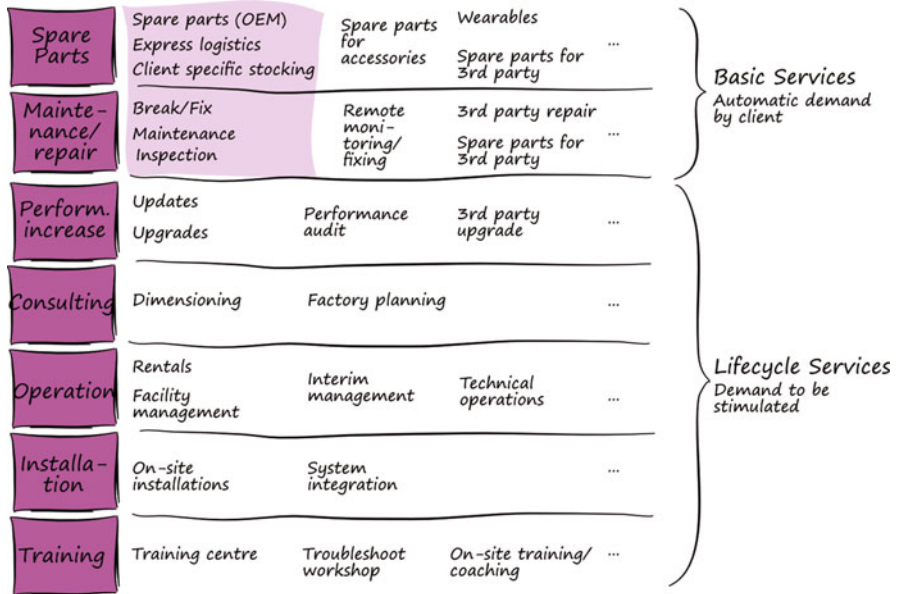 Spare
Parts
Spare parts (OEM)
Express logistics
Client specific stocking
Spare parts
for
accessories
Wearables
Spare parts for
3rd party
...
Mainte-
nance/
repair
Break/Fix
Maintenance
Inspection
Remote
moni-
toring/
fixing
3rd party repair
Spare parts for
3rd party
...
Basic Services
Automatic demand
by client
Perform.
increase
Updates
Upgrades
Performance
audit
3rd party
upgrade
...
Consulting
Dimensioning
Factory planning
...
Operation
Rentals
Facility
management
Interim
management
Technical
operations
...
Installa-
tion
On-site
installations
System
integration
...
Training
Training centre
Troubleshoot
workshop
On-site training/
coaching
...
Lifecycle Services
Demand to be
stimulated